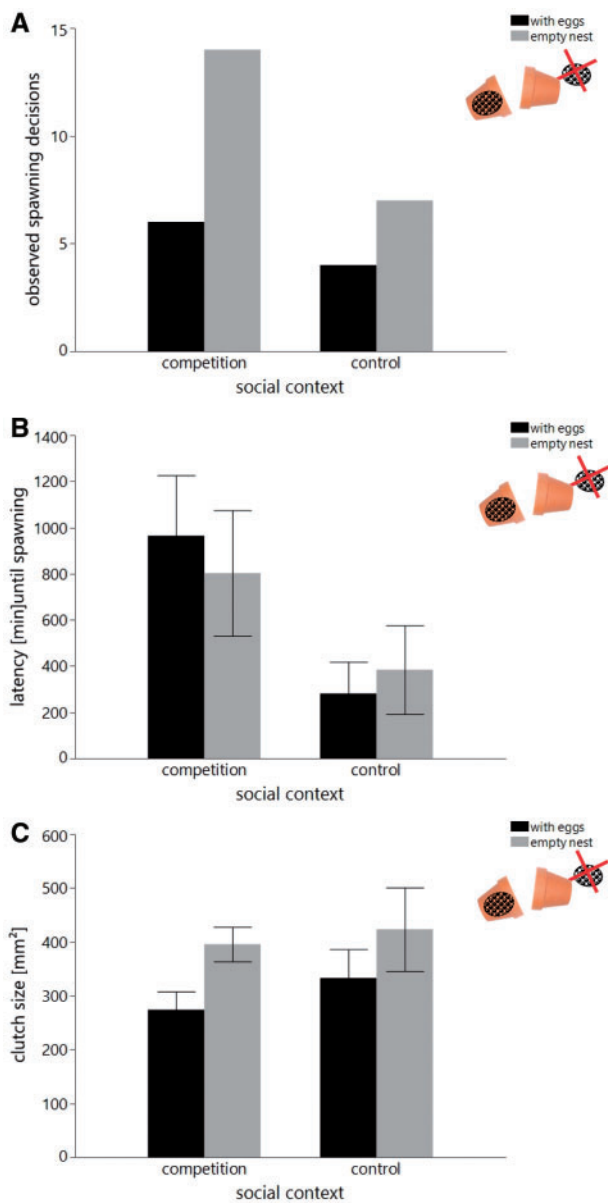 A
with eggs
empty nest
15
10
5
0
observed spawning decisions
competition control
social context
B
with eggs
empty nest
1400
1200
1000
800
600
400
200
0
latency [min]until spawning
competition control
social context
C
with eggs
empty nest
600
500
400
300
200
100
0
clutch size [mm²]
competition control
social context